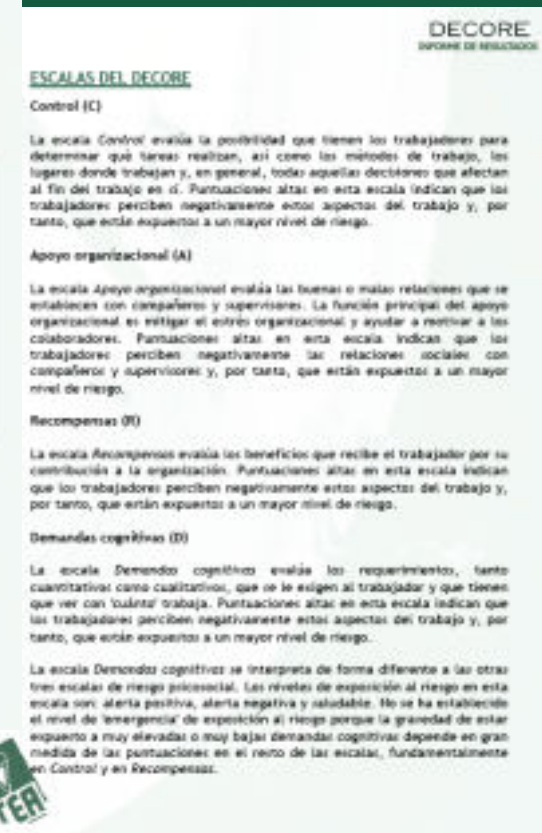 DECORE
INFORME DE RESULTADOS
ESCALAS DEL DECORE
Control (C)
La escala Control evalúa la posibilidad que tienen los trabajadores para
determinar qué tareas realizan, así como los métodos de trabajo, los
lugares donde trabajan y, en general, todas aquellas decisiones que afectan
al fin del trabajo en sí. Puntuaciones altas en esta escala indican que los
trabajadores perciben negativamente estos aspectos del trabajo y, por
tanto, que están expuestos a un mayor nivel de riesgo.
Apoyo organizacional (A)
La escala Apoyo organizacional evalúa las buenas o malas relaciones que se
establecen con compañeros y supervisores. La función principal del apoyo
organizacional es mitigar el estrés organizacional y ayudar a motivar a los
colaboradores. Puntuaciones altas en esta escala indican que los
trabajadores perciben negativamente las relaciones sociales con
compañeros y supervisores y, por tanto, que están expuestos a un mayor
nivel de riesgo.
Recompensas (R)
La escala Recompensas evalúa los beneficios que recibe el trabajador por su
contribución a la organización. Puntuaciones altas en esta escala indican
que los trabajadores perciben negativamente estos aspectos del trabajo y,
por tanto, que están expuestos a un mayor nivel de riesgo.
Demandas cognitivas (D)
La escala Demandas cognitivas evalúa los requerimientos, tanto
cuantitativos como cualitativos, que se le exigen al trabajador y que tienen
que ver con 'cuánto' trabaja. Puntuaciones altas en esta escala indican que
los trabajadores perciben negativamente estos aspectos del trabajo y, por
tanto, que están expuestos a un mayor nivel de riesgo.
La escala Demandas cognitivas se interpreta de forma diferente a las otras
tres escalas de riesgo psicosocial. Los niveles de exposición al riesgo en esta
escala son: alerta positiva, alerta negativa y saludable. No se ha establecido
el nivel de 'emergencia' de exposición al riesgo porque la gravedad de estar
expuesto a muy elevadas o muy bajas demandas cognitivas depende en gran
medida de las puntuaciones en el resto de las escalas, fundamentalmente
en Control y en Recompensas.
TEA